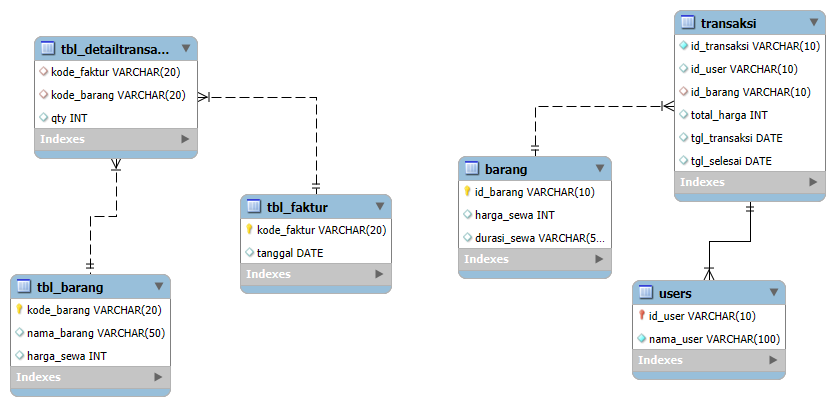 tbl_detailtransa...
kode_faktur VARCHAR(20)
kode_barang VARCHAR(20)
qty INT
Indexes
tbl_faktur
kode_faktur VARCHAR(20)
tanggal DATE
Indexes
tbl_barang
kode_barang VARCHAR(20)
nama_barang VARCHAR(50)
harga_sewa INT
Indexes
transaksi
id_transaksi VARCHAR(10)
id_user VARCHAR(10)
id_barang VARCHAR(10)
total_harga INT
tgl_transaksi DATE
tgl_selesai DATE
Indexes
barang
id_barang VARCHAR(10)
harga_sewa INT
durasi_sewa VARCHAR(5...
Indexes
users
id_user VARCHAR(10)
nama_user VARCHAR(100)
Indexes